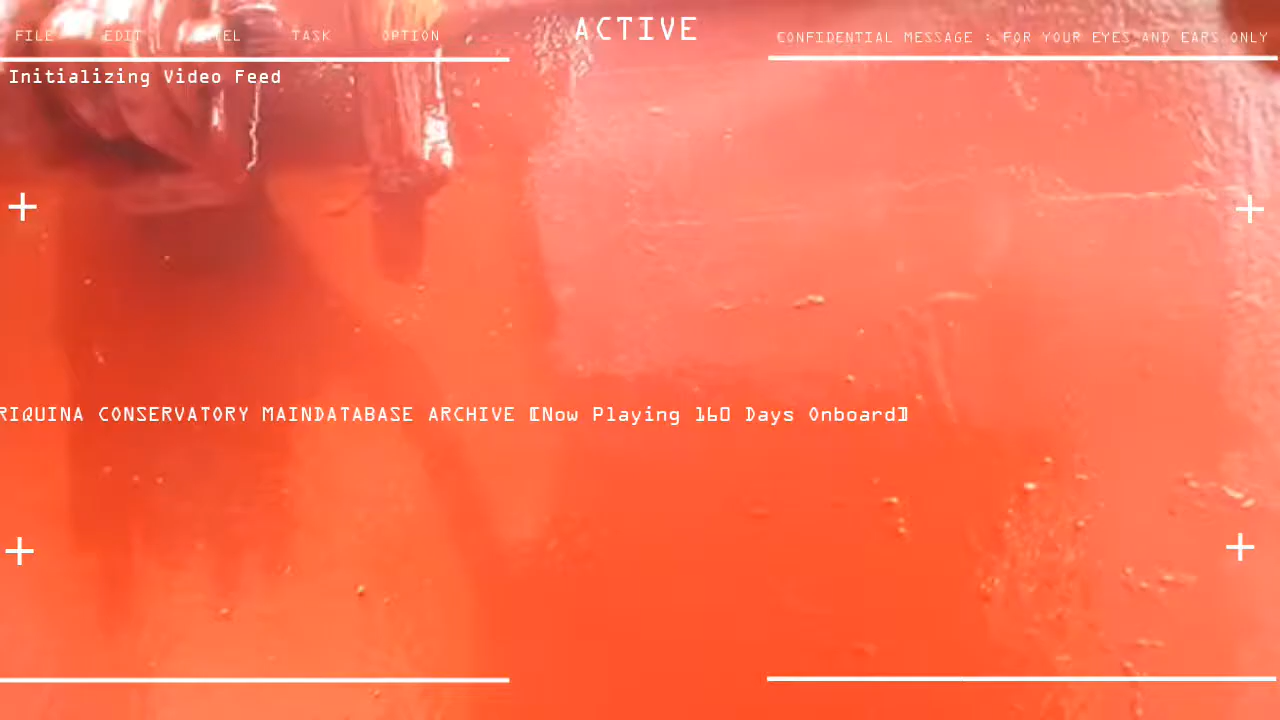 FILE EDIT OPTION TASK
ACTIVE
CONFIDENTIAL MESSAGE : FOR YOUR EYES AND EARS ONLY
Initializing Video Feed
RIQUINA CONSERVATORY MAINDATABASE ARCHIVE [Now Playing 160 Days Onboard]